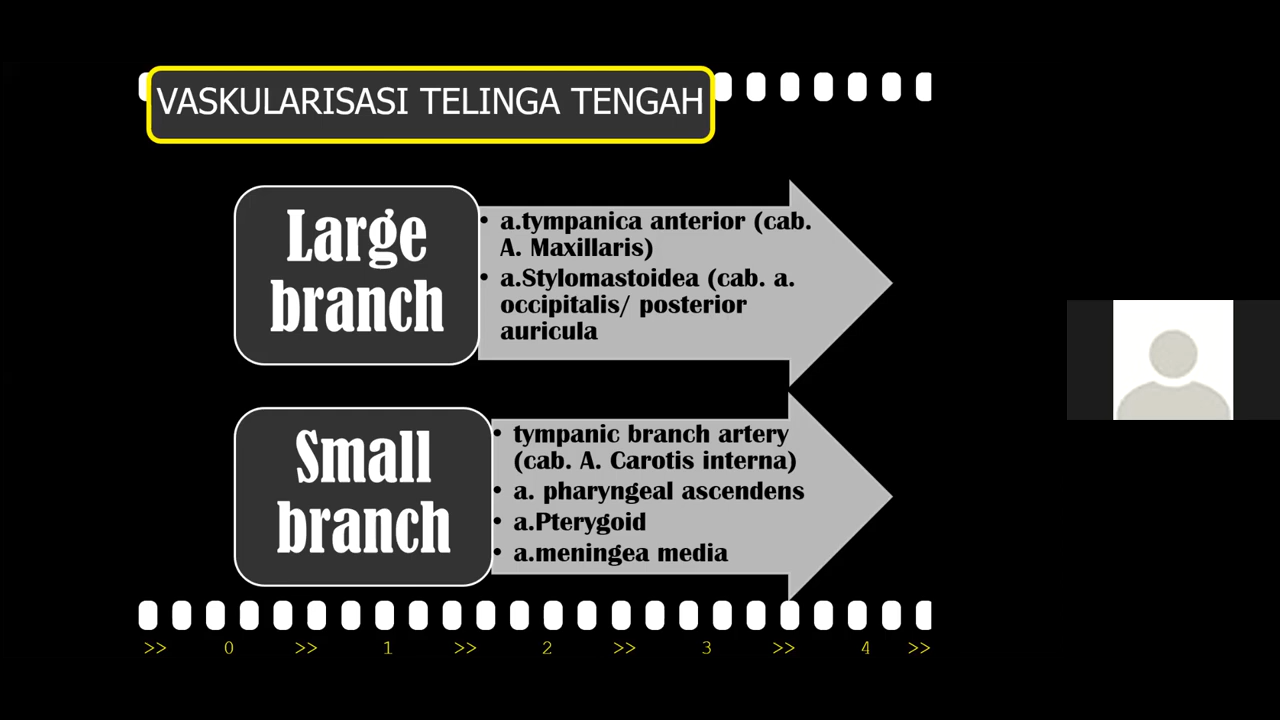 VASKULARISASI TELINGA TENGAH
Large
branch
• a.tympanica anterior (cab.
A. Maxillaris)
• a.Stylomastoidea (cab. a.
occipitalis/ posterior
auricula
Small
branch
• tympanic branch artery
(cab. A. Carotis interna)
• a. pharyngeal ascendens
• a.Pterygoid
• a.meningea media
>> 0 >> 1 >> 2 >> 3 >> 4 >>